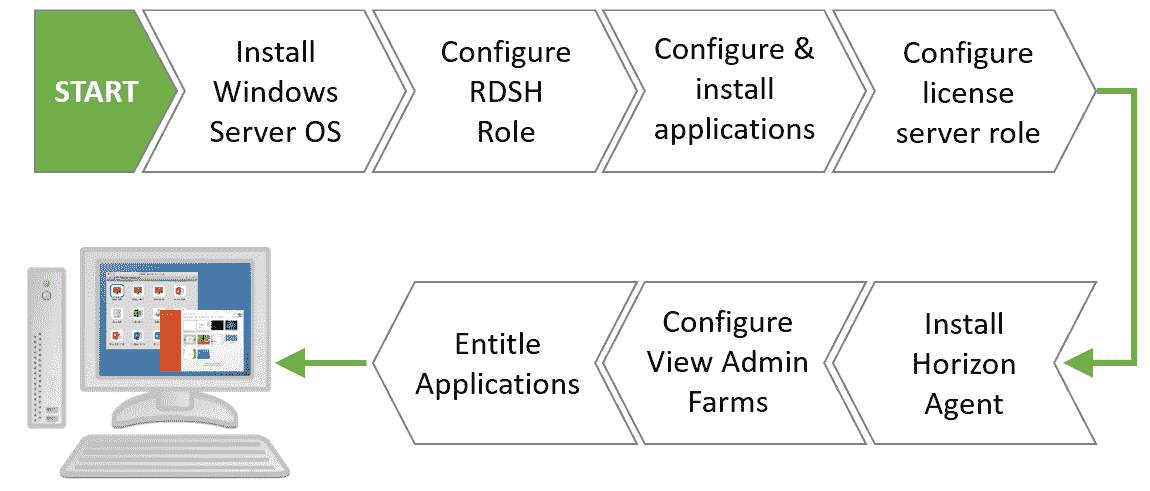 START
Install
Windows
Server OS
Configure
RDSH
Role
Configure &
install
applications
Configure
license
server role
Install
Horizon
Agent
Configure
View Admin
Farms
Entitle
Applications